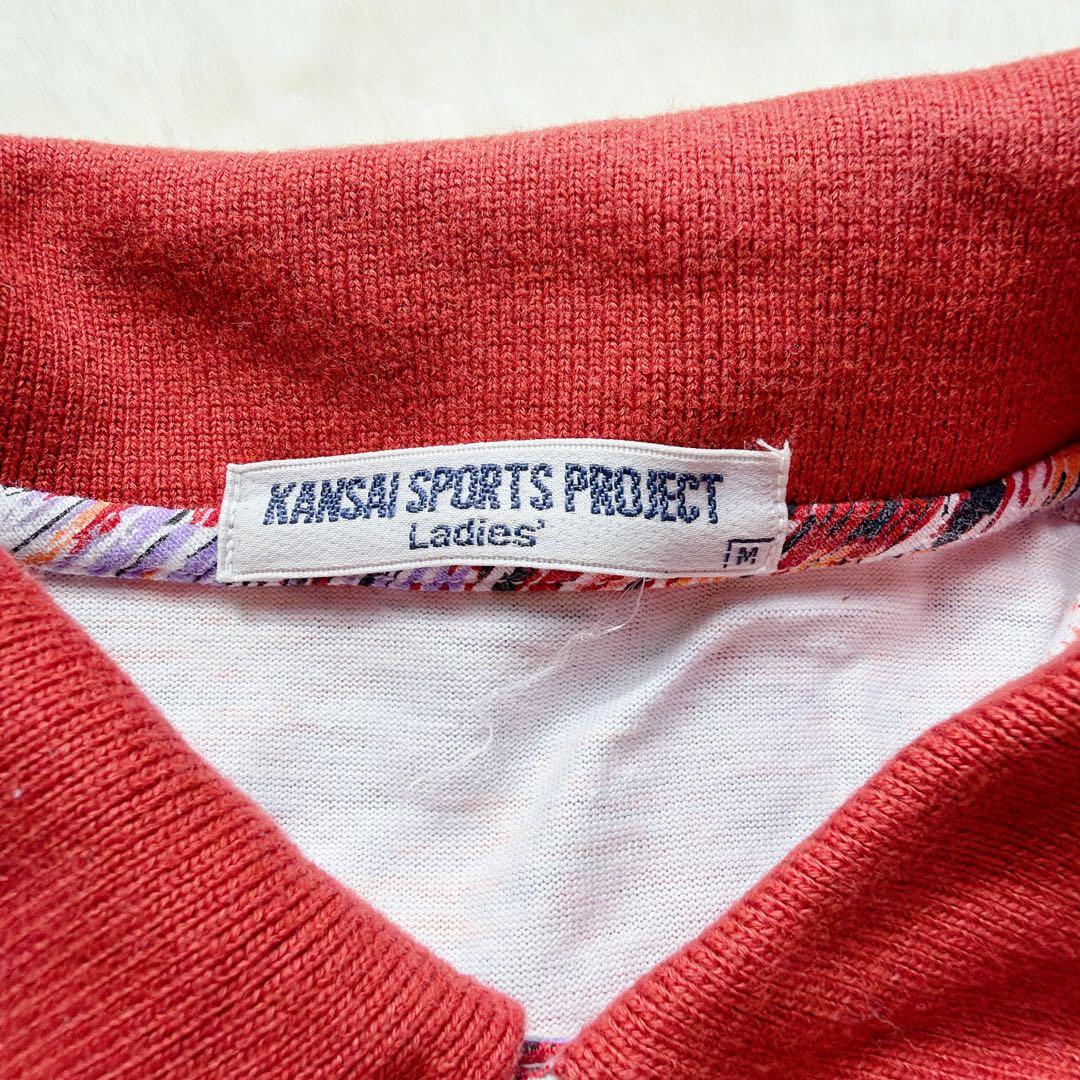 KANSAI SPORTS PROJECT
Ladies'
M